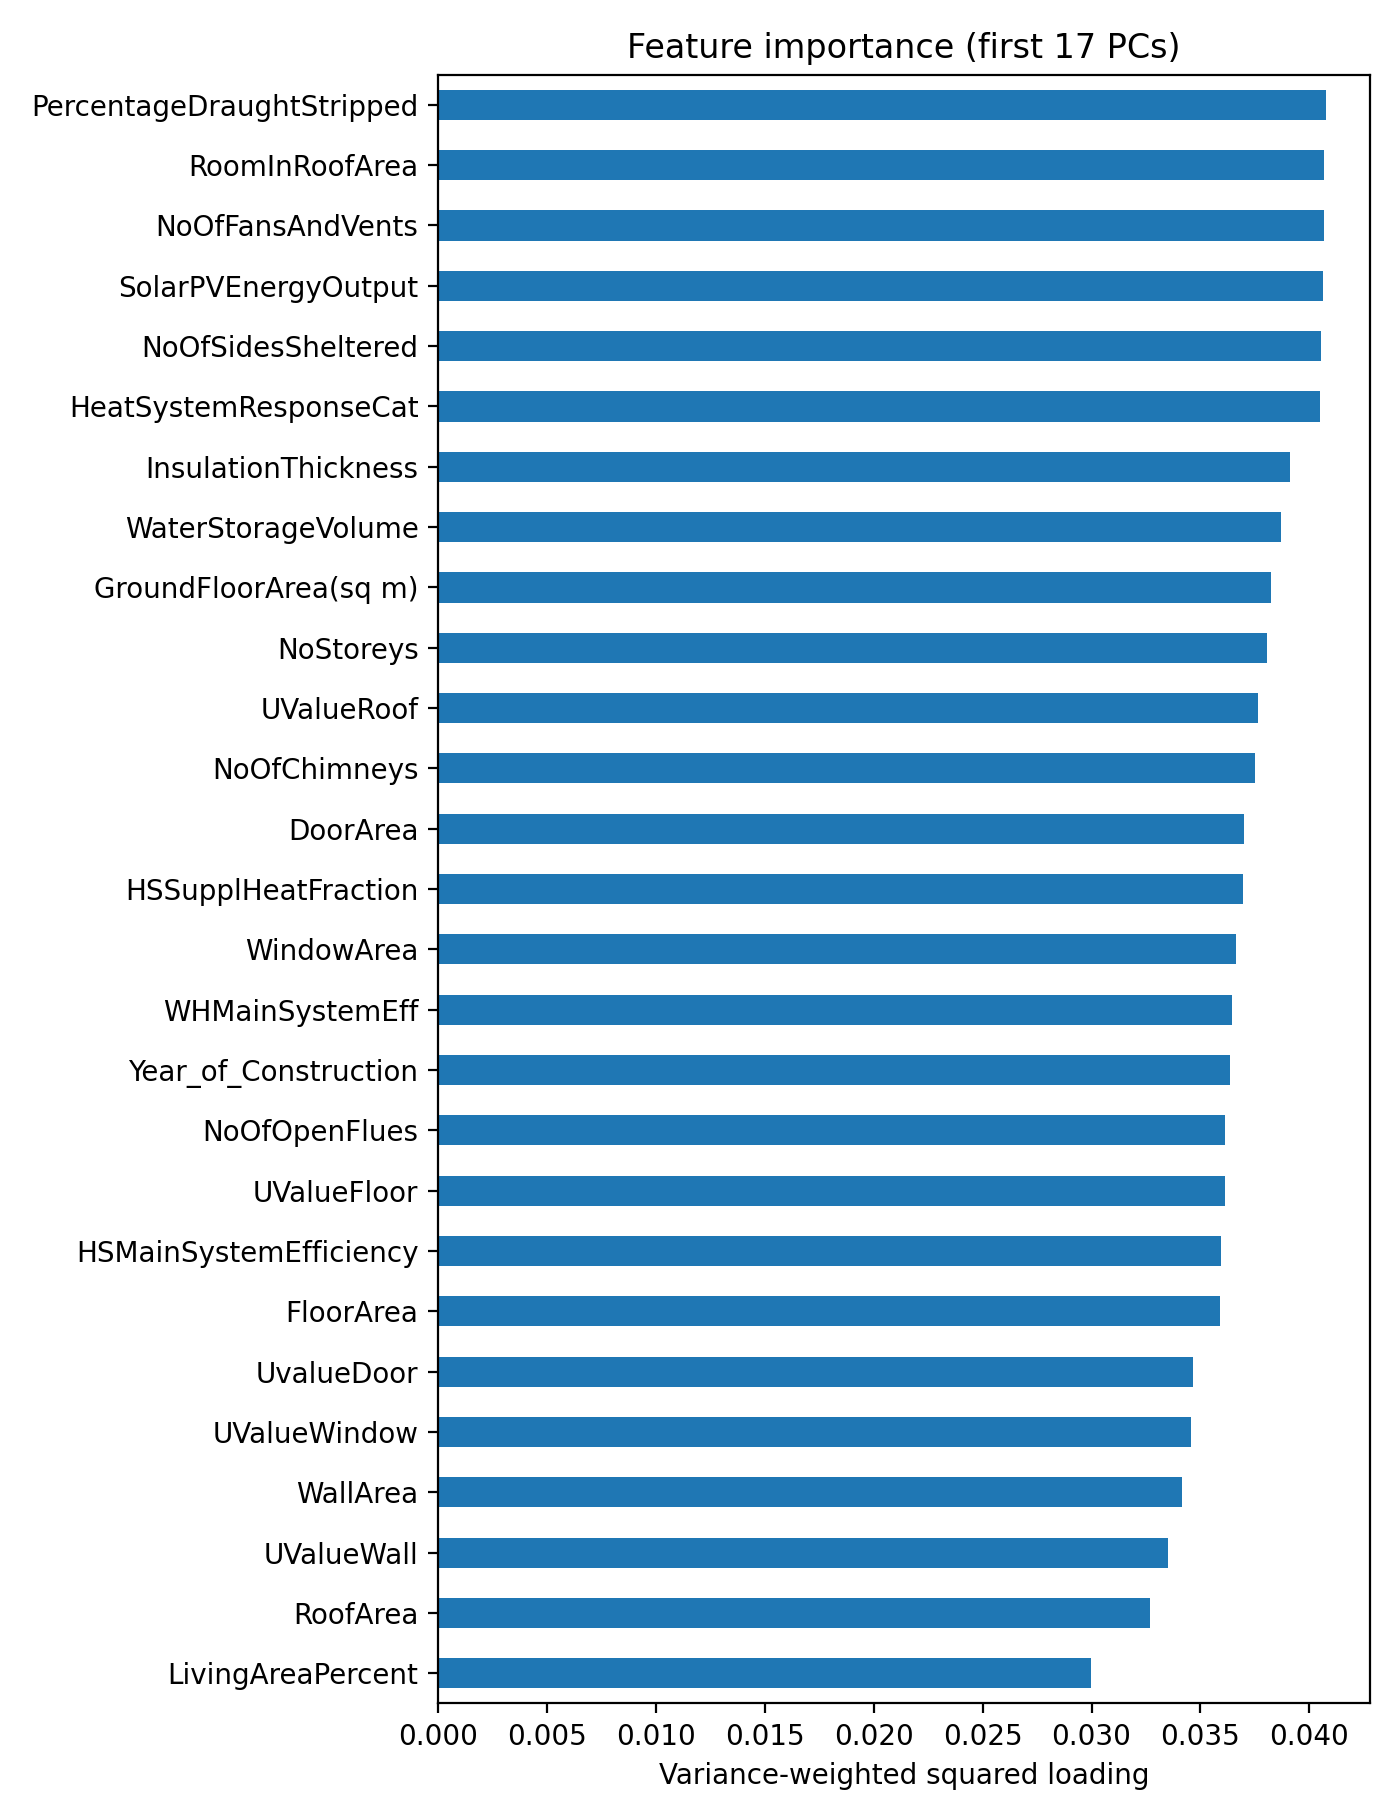 Feature importance (first 17 PCs)
PercentageDraughtStripped
RoomInRoofArea
NoOfFansAndVents
SolarPVEnergyOutput
NoOfSidesSheltered
HeatSystemResponseCat
InsulationThickness
WaterStorageVolume
GroundFloorArea(sq m)
NoStoreys
UValueRoof
NoOfChimneys
DoorArea
HSSupplHeatFraction
WindowArea
WHMainSystemEff
Year_of_Construction
NoOfOpenFlues
UValueFloor
HSMainSystemEfficiency
FloorArea
UvalueDoor
UValueWindow
WallArea
UValueWall
RoofArea
LivingAreaPercent
0.000 0.005 0.010 0.015 0.020 0.025 0.030 0.035 0.040
Variance-weighted squared loading